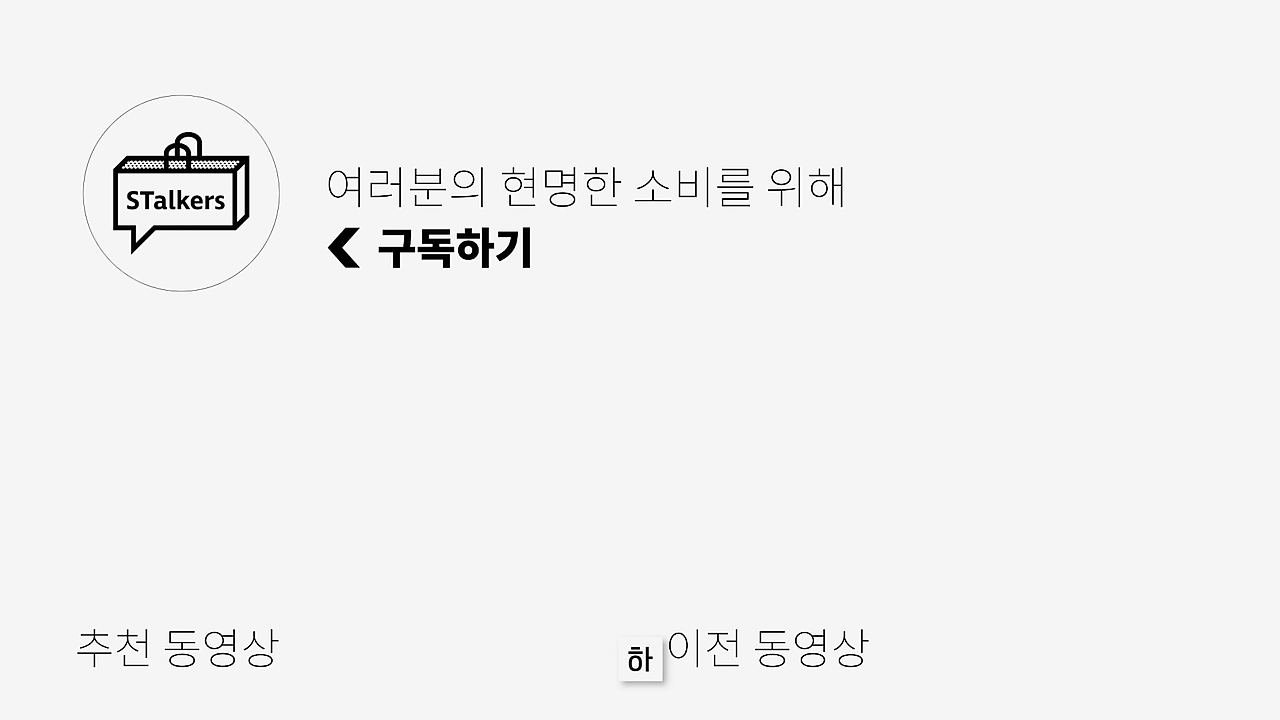 STalkers
여러분의 현명한 소비를 위해
구독하기
추천 동영상
하
이전 동영상